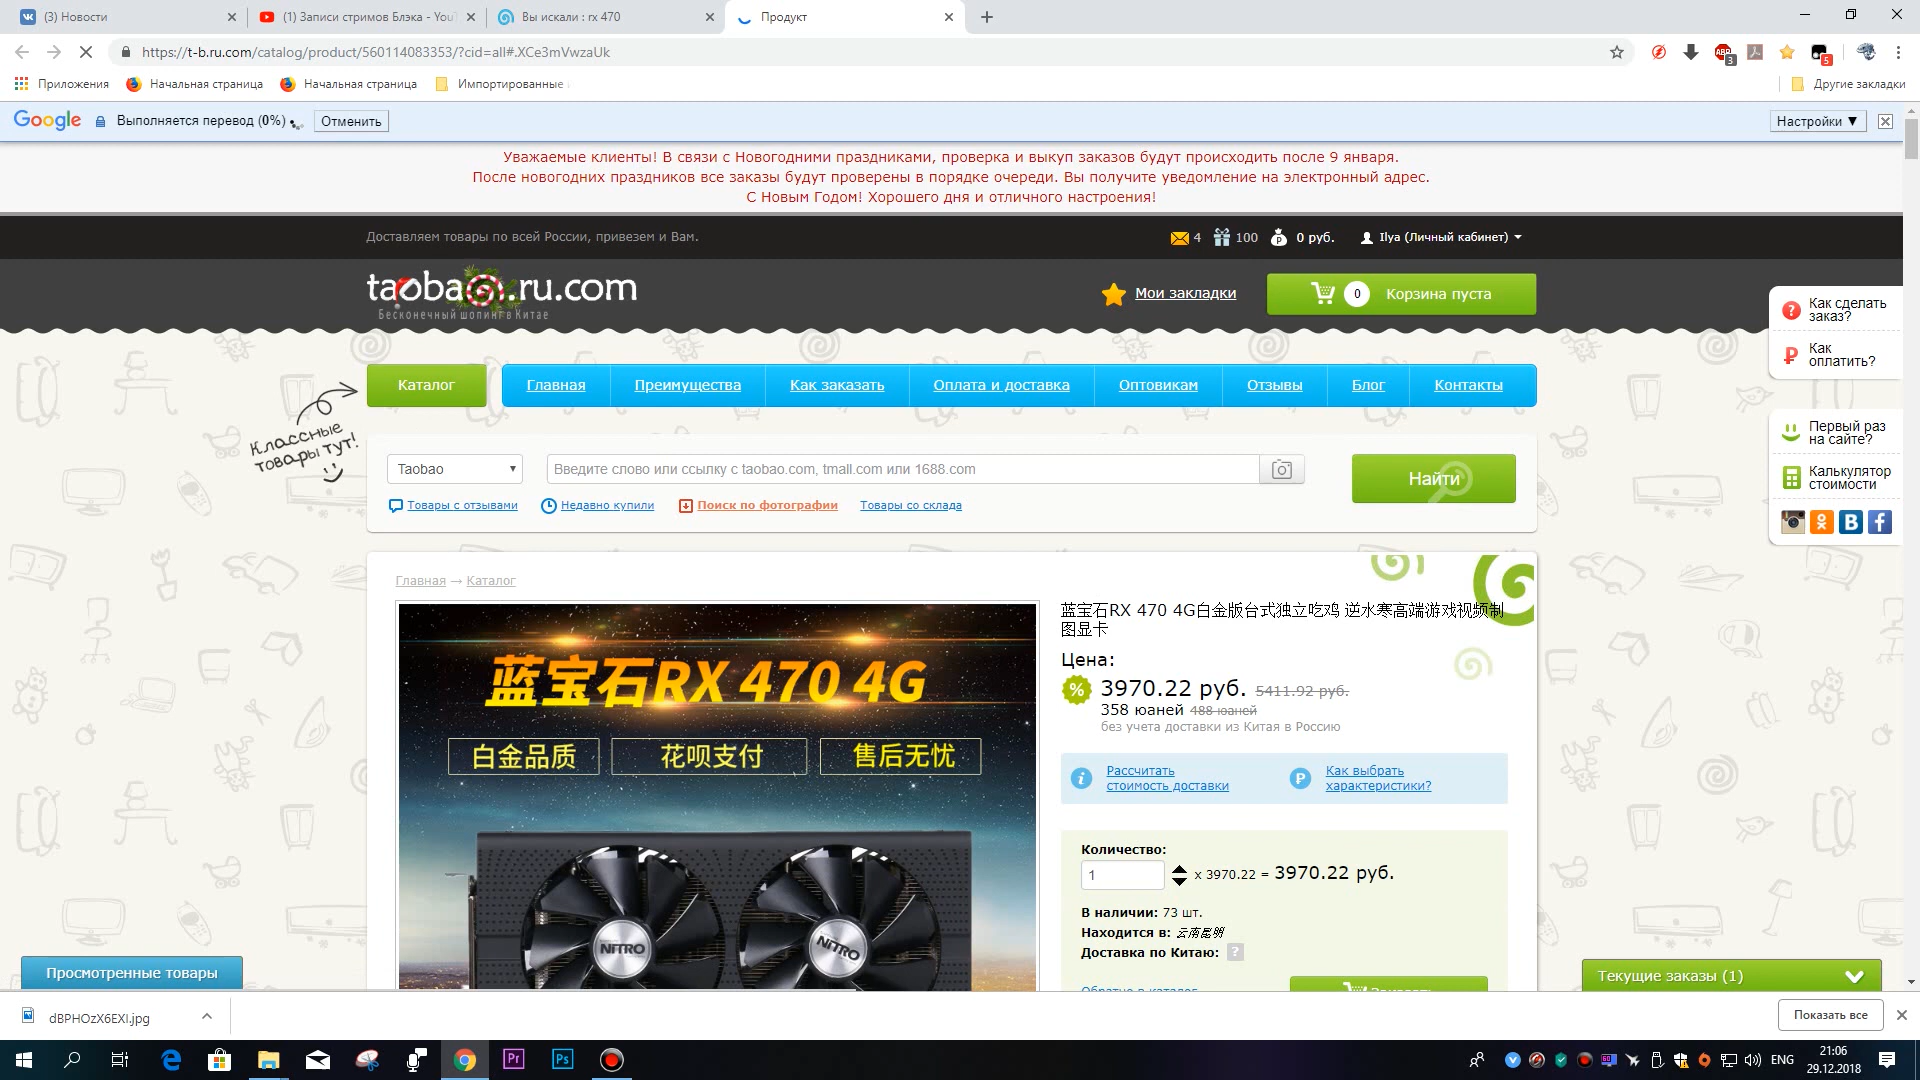 (3) Новости
(1) Записи стримов Блэка - You
Вы искали : rx 470
Продукт
https://t-b.ru.com/catalog/product/560114083353/?cid=all#.XCe3mVwzaUk
ABP
3
5
Приложения
Начальная страница
Начальная страница
Импортированные
Другие закладки
Google
Выполняется перевод (0%)
Отменить
Настройки ▼
Уважаемые клиенты! В связи с Новогодними праздниками, проверка и выкуп заказов будут происходить после 9 января.
После новогодних праздников все заказы будут проверены в порядке очереди. Вы получите уведомление на электронный адрес.
С Новым Годом! Хорошего дня и отличного настроения!
Доставляем товары по всей России, привезем и Вам.
4
100
0 руб.
Ilya (Личный кабинет)
taobao.ru.com
Бесконечный шопинг в Китае
Мои закладки
0
Корзина пуста
Как сделать
заказ?
Как
оплатить?
Первый раз
на сайте?
Калькулятор
стоимости
Классные
товары тут!
Каталог
Главная
Преимущества
Как заказать
Оплата и доставка
Оптовикам
Отзывы
Блог
Контакты
Taobao
Введите слово или ссылку с taobao.com, tmall.com или 1688.com
Найти
Товары с отзывами
Недавно купили
Поиск по фотографии
Товары со склада
Главная → Каталог
蓝宝石RX 470 4G
白金品质
花呗支付
售后无忧
NITRO
NITRO
蓝宝石RX 470 4G白金版台式独立吃鸡 逆水寒高端游戏视频制
图显卡
Цена:
%
3970.22 руб. 5411.92 руб.
358 юаней 488 юаней
без учета доставки из Китая в Россию
Рассчитать
стоимость доставки
Как выбрать
характеристики?
Количество:
1
x 3970.22 = 3970.22 руб.
В наличии: 73 шт.
Находится в: 云南昆明
Доставка по Китаю: ?
Обратно в каталог
Просмотренные товары
Текущие заказы (1)
dBPHOzX6EXI.jpg
Показать все
Pr
Ps
ENG
21:06
29.12.2018